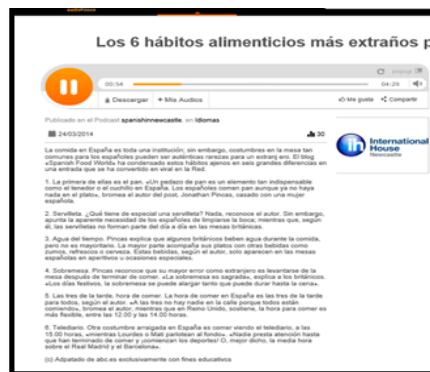 Los 6 hábitos alimenticios más extraños p
00:54
04:29
Descargar + Mis Audios
Me gusta Compartir
Publicado en el Podcast spanishinnewcastle. en Idiomas
24/03/2014
30
International
House
Newcastle
La comida en España es toda una institución; sin embargo, costumbres en la mesa tan
comunes para los españoles pueden ser auténticas rarezas para un extranj ero. El blog
«Spanish Food World» ha condensado estos hábitos ajenos en seis grandes diferencias en
una entrada que se ha convertido en viral en la Red.
1. La primera de ellas es el pan. «Un pedazo de pan es un elemento tan indispensable
como el tenedor o el cuchillo en España. Los españoles comen pan aunque ya no haya
nada en el plato», bromea el autor del post, Jonathan Pincas, casado con una mujer
española.
2. Servilleta. ¿Qué tiene de especial una servilleta? Nada, reconoce el autor. Sin embargo,
apunta la aparente necesidad de los españoles de limpiarse la boca; mientras que, según
él, las servilletas no forman parte del día a día en las mesas británicas.
3. Agua del tiempo. Pincas explica que algunos británicos beben agua durante la comida,
pero no es mayoritario. La mayor parte acompaña sus platos con otras bebidas como
zumos, refrescos o cerveza. Estas bebidas, según el autor, solo aparecen en las mesas
españolas en aperitivos u ocasiones especiales.
4. Sobremesa. Pincas reconoce que su mayor error como extranjero es levantarse de la
mesa después de terminar de comer. «La sobremesa es sagrada», explica a los británicos.
«Los días festivos, la sobremesa se puede alargar tanto que puede durar hasta la cena».
5. Las tres de la tarde, hora de comer. La hora de comer en España es las tres de la tarde
para todos, según el autor. «A las tres no hay nadie en la calle porque todos están
comiendo», bromea el autor, mientras que en Reino Unido, sostiene, la hora para comer es
más flexible, entre las 12.00 y las 14.00 horas.
6. Telediario. Otra costumbre arraigada en España es comer viendo el telediario, a las
15.00 horas, «mientras Lourdes o Mati parlotean al fondo». «Nadie presta atención hasta
que han terminado de comer y ¡comienzan los deportes! O, mejor dicho, la media hora
sobre el Real Madrid y el Barcelona».
(c) Adpatado de abc.es exclusivamente con fines educativos